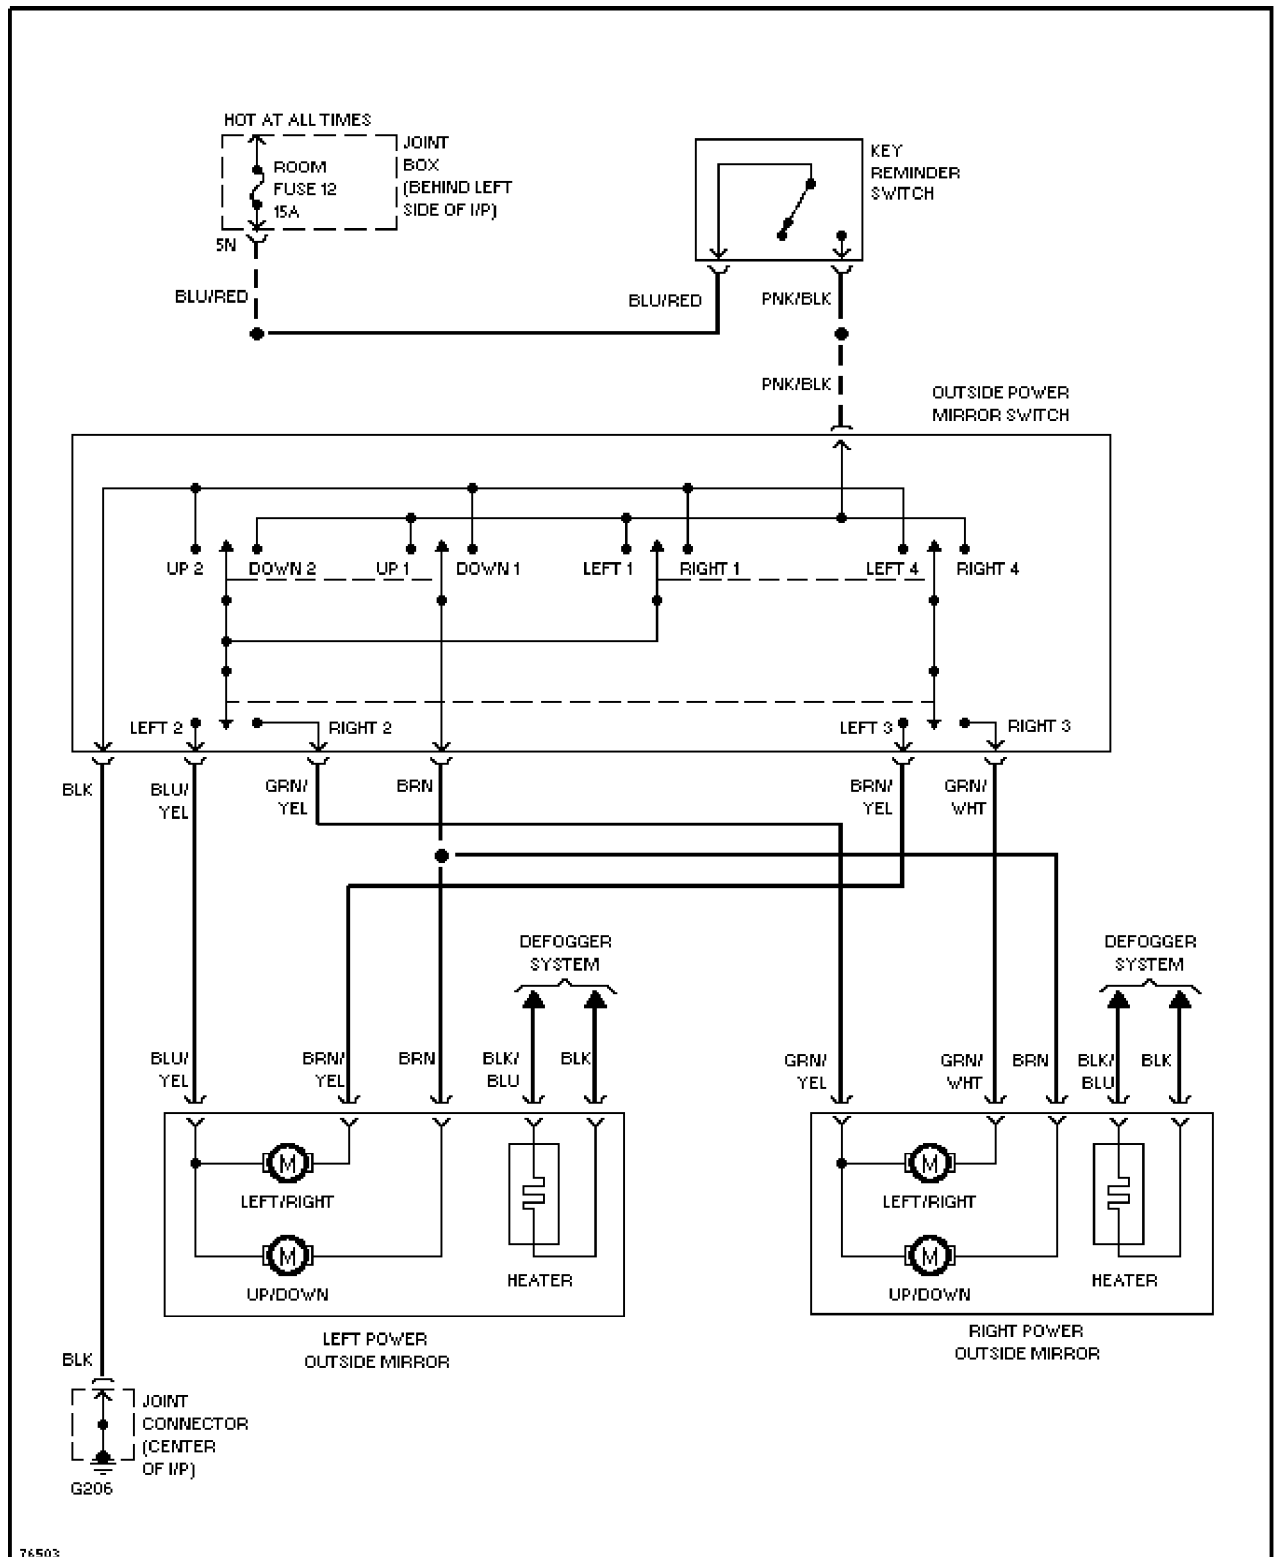 HOT AT ALL TIMES
ROOM
FUSE 12
15A
JOINT
BOX
(BEHIND LEFT
SIDE OF I/P)
5N
KEY
REMINDER
SWITCH
BLU/RED
BLU/RED
PNK/BLK
PNK/BLK
OUTSIDE POWER
MIRROR SWITCH
UP 2
DOWN 2
UP 1
DOWN 1
LEFT 1
RIGHT 1
LEFT 4
RIGHT 4
LEFT 2
RIGHT 2
LEFT 3
RIGHT 3
BLK
BLU/
YEL
GRN/
YEL
BRN
BRN/
YEL
GRN/
WHT
DEFOGGER
SYSTEM
DEFOGGER
SYSTEM
BLU/
YEL
BRN/
YEL
BRN
BLK/
BLU
BLK
GRN/
YEL
GRN/
WHT
BRN
BLK/
BLU
BLK
M
LEFT/RIGHT
M
UP/DOWN
HEATER
M
LEFT/RIGHT
M
UP/DOWN
HEATER
LEFT POWER
OUTSIDE MIRROR
RIGHT POWER
OUTSIDE MIRROR
BLK
JOINT
CONNECTOR
(CENTER
OF I/P)
G206
76503